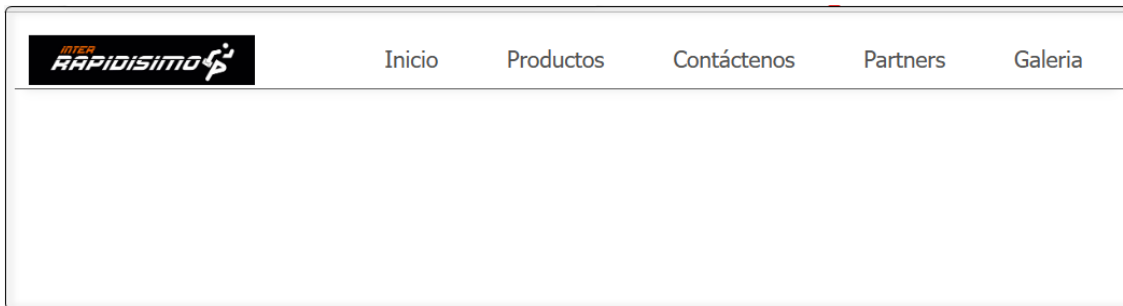 INTER
RAPIDISIMO
Inicio Productos Contáctenos Partners Galeria